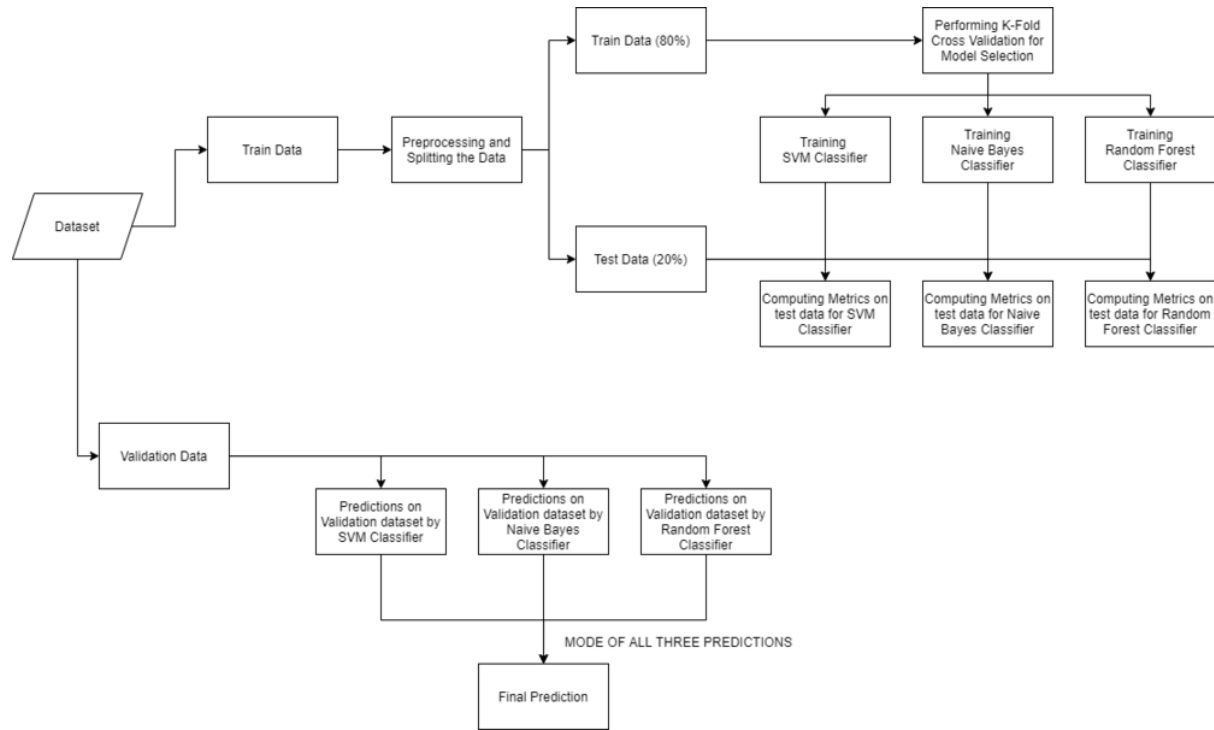 Train Data (80%)
Performing K-Fold
Cross Validation for
Model Selection
Train Data
Preprocessing and
Splitting the Data
Training
SVM Classifier
Training
Naive Bayes
Classifier
Training
Random Forest
Classifier
Dataset
Test Data (20%)
Computing Metrics on
test data for SVM
Classifier
Computing Metrics on
test data for Naive
Bayes Classifier
Computing Metrics on
test data for Random
Forest Classifier
Validation Data
Predictions on
Validation dataset by
SVM Classifier
Predictions on
Validation dataset by
Naive Bayes
Classifier
Predictions on
Validation dataset by
Random Forest
Classifier
MODE OF ALL THREE PREDICTIONS
Final Prediction